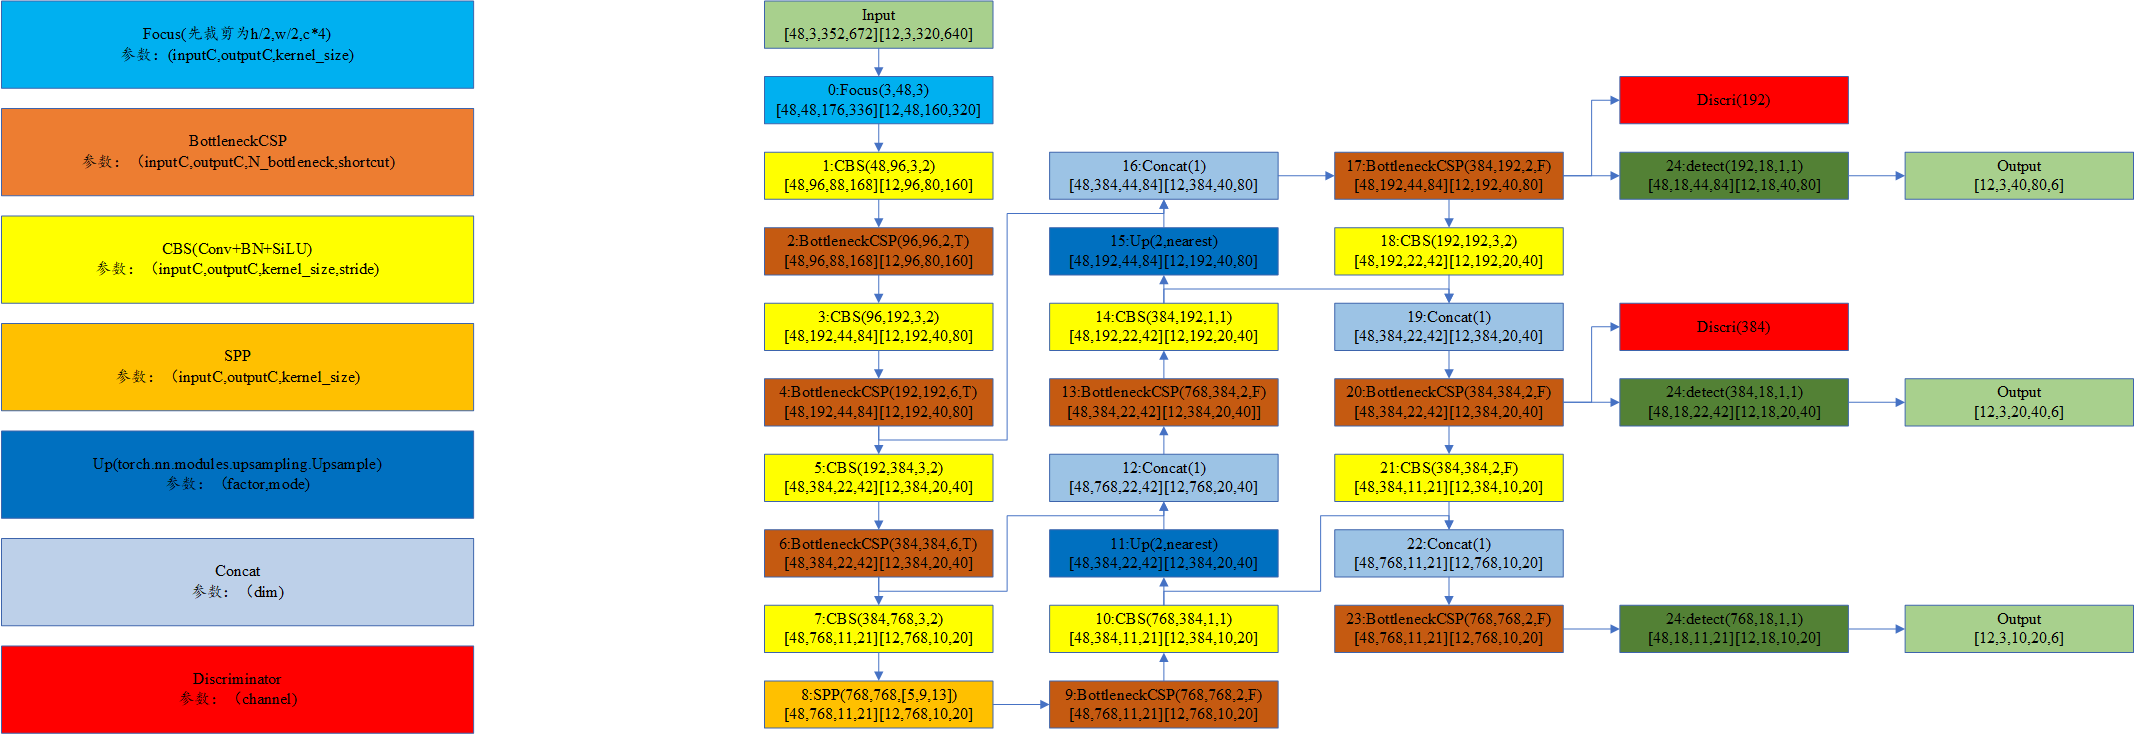 Focus(先裁剪为h/2,w/2,c*4)
参数：(inputC,outputC,kernel_size)
BottleneckCSP
参数：（inputC,outputC,N_bottleneck,shortcut)
CBS(Conv+BN+SiLU)
参数：（inputC,outputC,kernel_size,stride)
SPP
参数：（inputC,outputC,kernel_size)
Up(torch.nn.modules.upsampling.Upsample)
参数：（factor,mode)
Concat
参数：（dim)
Discriminator
参数：（channel)
Input
[48,3,352,672][12,3,320,640]
0:Focus(3,48,3)
[48,48,176,336][12,48,160,320]
1:CBS(48,96,3,2)
[48,96,88,168][12,96,80,160]
2:BottleneckCSP(96,96,2,T)
[48,96,88,168][12,96,80,160]
3:CBS(96,192,3,2)
[48,192,44,84][12,192,40,80]
4:BottleneckCSP(192,192,6,T)
[48,192,44,84][12,192,40,80]
5:CBS(192,384,3,2)
[48,384,22,42][12,384,20,40]
6:BottleneckCSP(384,384,6,T)
[48,384,22,42][12,384,20,40]
7:CBS(384,768,3,2)
[48,768,11,21][12,768,10,20]
8:SPP(768,768,[5,9,13])
[48,768,11,21][12,768,10,20]
9:BottleneckCSP(768,768,2,F)
[48,768,11,21][12,768,10,20]
10:CBS(768,384,1,1)
[48,384,11,21][12,384,10,20]
11:Up(2,nearest)
[48,384,22,42][12,384,20,40]
12:Concat(1)
[48,768,22,42][12,768,20,40]
13:BottleneckCSP(768,384,2,F)
[48,384,22,42][12,384,20,40]]
14:CBS(384,192,1,1)
[48,192,22,42][12,192,20,40]
15:Up(2,nearest)
[48,192,44,84][12,192,40,80]
16:Concat(1)
[48,384,44,84][12,384,40,80]
17:BottleneckCSP(384,192,2,F)
[48,192,44,84][12,192,40,80]
18:CBS(192,192,3,2)
[48,192,22,42][12,192,20,40]
19:Concat(1)
[48,384,22,42][12,384,20,40]
20:BottleneckCSP(384,384,2,F)
[48,384,22,42][12,384,20,40]
21:CBS(384,384,2,F)
[48,384,11,21][12,384,10,20]
22:Concat(1)
[48,768,11,21][12,768,10,20]
23:BottleneckCSP(768,768,2,F)
[48,768,11,21][12,768,10,20]
Discri(192)
24:detect(192,18,1,1)
[48,18,44,84][12,18,40,80]
Output
[12,3,40,80,6]
Discri(384)
24:detect(384,18,1,1)
[48,18,22,42][12,18,20,40]
Output
[12,3,20,40,6]
24:detect(768,18,1,1)
[48,18,11,21][12,18,10,20]
Output
[12,3,10,20,6]